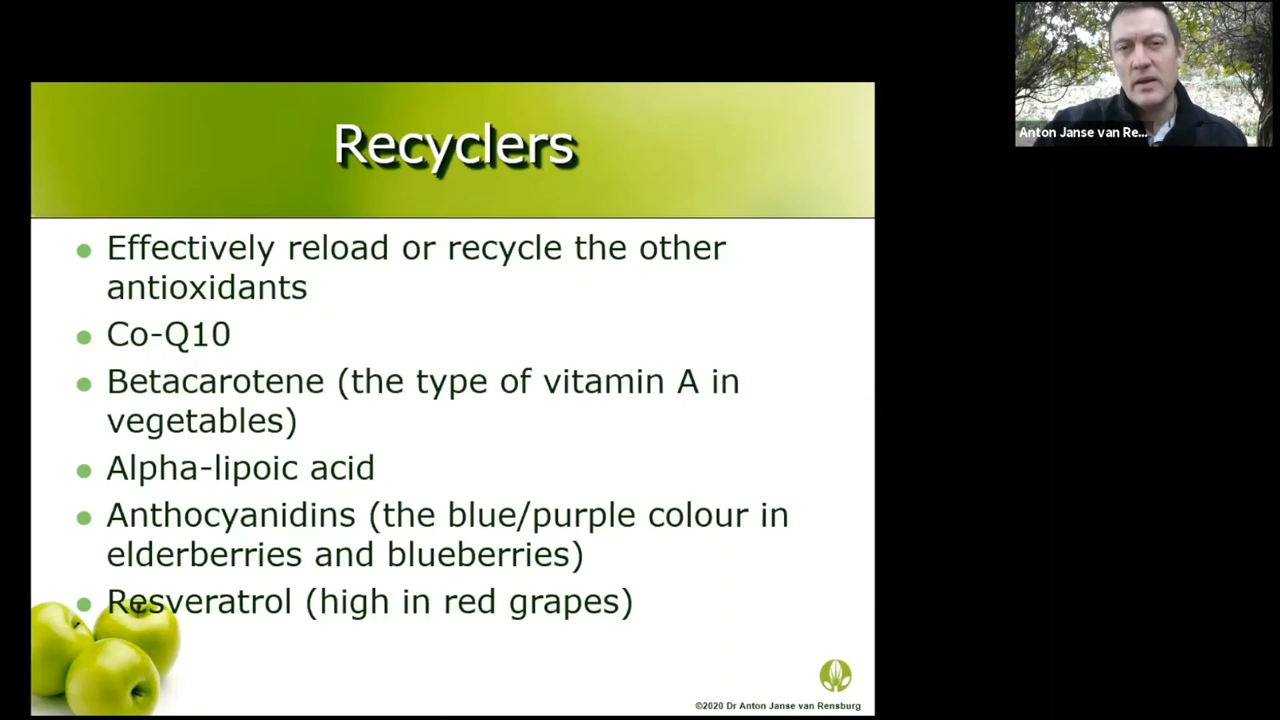 Recyclers
Effectively reload or recycle the other
antioxidants
Co-Q10
Betacarotene (the type of vitamin A in
vegetables)
Alpha-lipoic acid
Anthocyanidins (the blue/purple colour in
elderberries and blueberries)
Resveratrol (high in red grapes)
©2020 Dr Anton Janse van Rensburg
Anton Janse van Re...